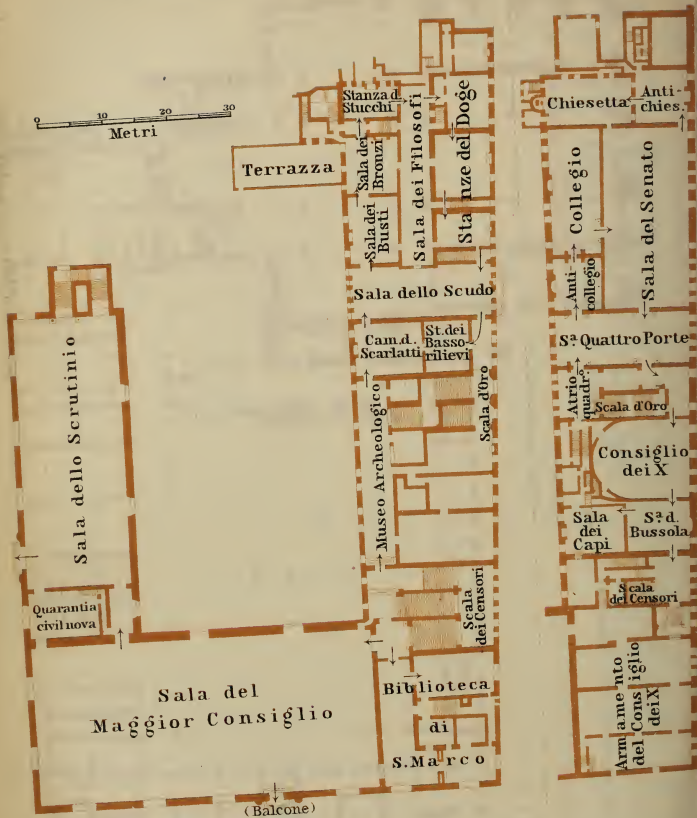 0 10 20 30
Metri
Stanza d.
Stucchi
Terrazza
Sala dei
Bronzi
Sala dei
Busti
Sala dei Filosofi
Stanze del Doge
Sala dello Scudo
Cam. d.
Scarlatti
St. dei
Basso-
rilievi
Scala d'Oro
Museo Archeologico
Scala
dei Censori
Biblioteca
di
S. Marco
Sala dello Scrutinio
Quarantia
civil nova
Sala del
Maggior Consiglio
(Balcone)
Chiesetta
Anti-
chies.
Collegio
Sala del Senato
Anti-
collegio
Sª. Quattro Porte
Atrio
quadrº.
Scala d'Oro
Consiglio
dei X
Sala
dei
Capi
Sª. d.
Bussola
Scala
dei Censori
Armamento
del Consiglio
dei X